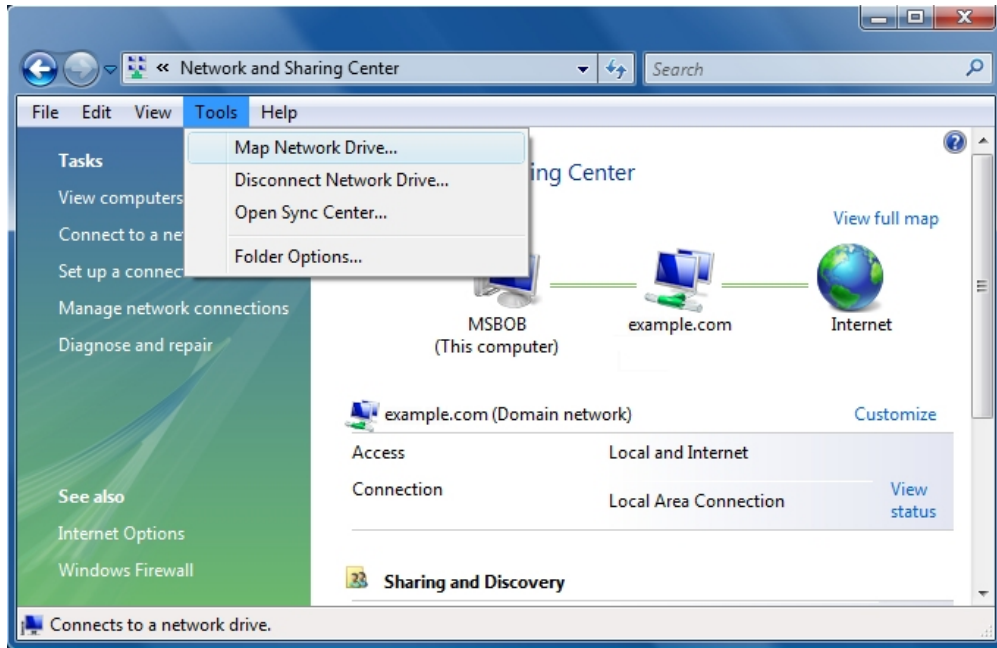 « Network and Sharing Center
Search
File Edit View Tools Help
Map Network Drive...
Disconnect Network Drive...
Open Sync Center...
Folder Options...
Tasks
View computers
Connect to a ne
Set up a connec
Manage network connections
Diagnose and repair
See also
Internet Options
Windows Firewall
ing Center
View full map
MSBOB
(This computer)
example.com
Internet
example.com (Domain network)
Customize
Access
Local and Internet
Connection
Local Area Connection
View
status
Sharing and Discovery
Connects to a network drive.